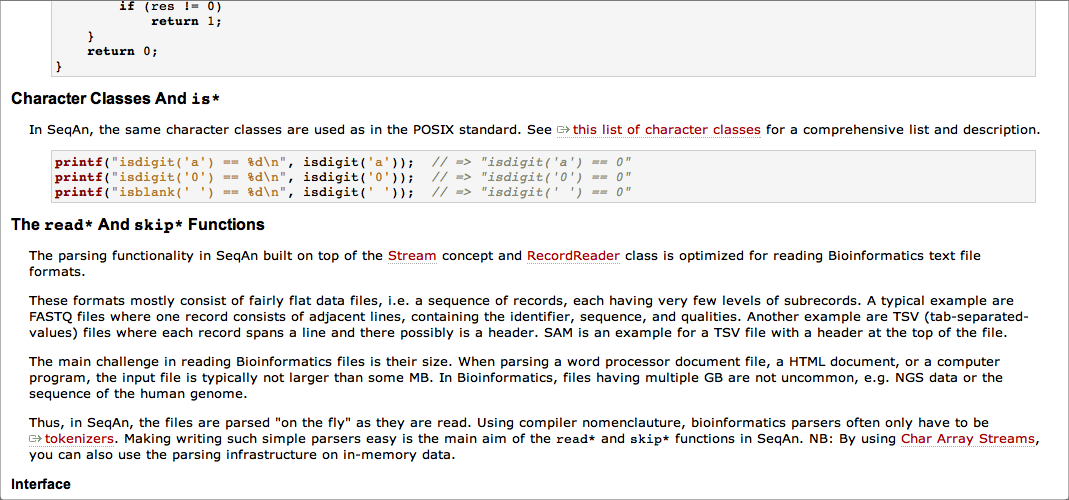 if (res != 0)
return 1;
}
return 0;
}
Character Classes And is*
In SeqAn, the same character classes are used as in the POSIX standard. See this list of character classes for a comprehensive list and description.
printf("isdigit('a') == %d\n", isdigit('a')); // => "isdigit('a') == 0"
printf("isdigit('0') == %d\n", isdigit('0')); // => "isdigit('0') == 0"
printf("isblank(' ') == %d\n", isdigit(' ')); // => "isdigit(' ') == 0"
The read* And skip* Functions
The parsing functionality in SeqAn built on top of the Stream concept and RecordReader class is optimized for reading Bioinformatics text file
formats.
These formats mostly consist of fairly flat data files, i.e. a sequence of records, each having very few levels of subrecords. A typical example are
FASTQ files where one record consists of adjacent lines, containing the identifier, sequence, and qualities. Another example are TSV (tab-separated-
values) files where each record spans a line and there possibly is a header. SAM is an example for a TSV file with a header at the top of the file.
The main challenge in reading Bioinformatics files is their size. When parsing a word processor document file, a HTML document, or a computer
program, the input file is typically not larger than some MB. In Bioinformatics, files having multiple GB are not uncommon, e.g. NGS data or the
sequence of the human genome.
Thus, in SeqAn, the files are parsed "on the fly" as they are read. Using compiler nomenclauture, bioinformatics parsers often only have to be
tokenizers. Making writing such simple parsers easy is the main aim of the read* and skip* functions in SeqAn. NB: By using Char Array Streams,
you can also use the parsing infrastructure on in-memory data.
Interface